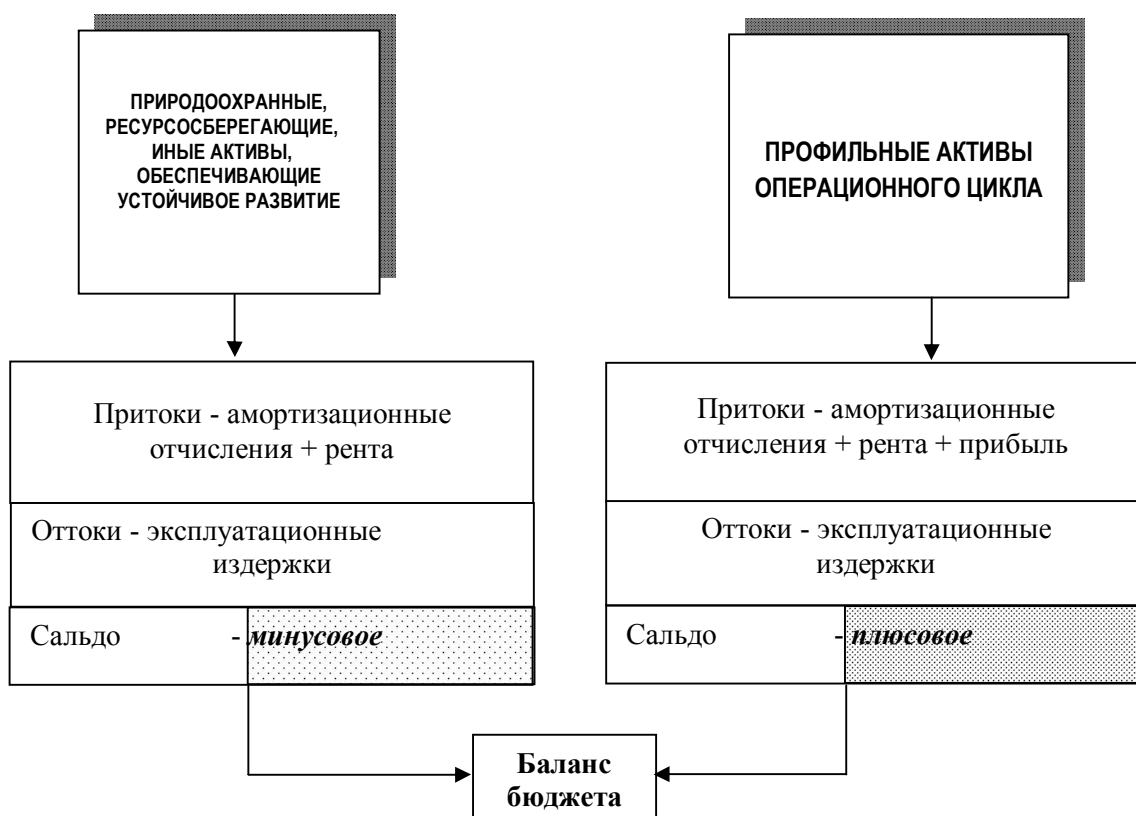 ПРИРОДООХРАННЫЕ,
РЕСУРСОСБЕРЕГАЮЩИЕ,
ИНЫЕ АКТИВЫ,
ОБЕСПЕЧИВАЮЩИЕ
УСТОЙЧИВОЕ РАЗВИТИЕ
ПРОФИЛЬНЫЕ АКТИВЫ
ОПЕРАЦИОННОГО ЦИКЛА
Притоки - амортизационные
отчисления + рента
Оттоки - эксплуатационные
издержки
Сальдо - минусовое
Притоки - амортизационные
отчисления + рента + прибыль
Оттоки - эксплуатационные
издержки
Сальдо - плюсовое
Баланс
бюджета